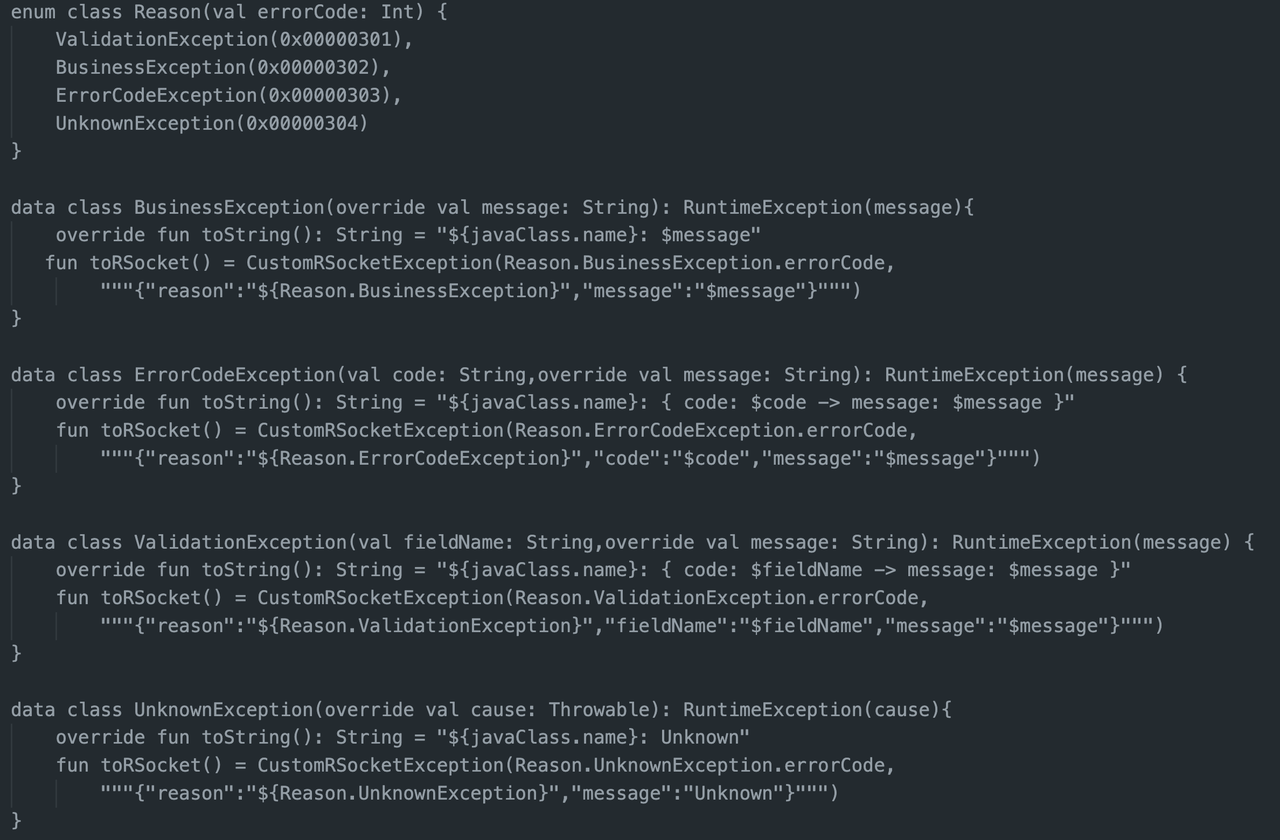 enum class Reason(val errorCode: Int) {
    ValidationException(0x00000301),
    BusinessException(0x00000302),
    ErrorCodeException(0x00000303),
    UnknownException(0x00000304)
}

data class BusinessException(override val message: String): RuntimeException(message){
    override fun toString(): String = "${javaClass.name}: $message"
   fun toRSocket() = CustomRSocketException(Reason.BusinessException.errorCode,
        """{"reason":"${Reason.BusinessException}","message":"$message"}""")
}

data class ErrorCodeException(val code: String,override val message: String): RuntimeException(message) {
    override fun toString(): String = "${javaClass.name}: { code: $code -> message: $message }"
    fun toRSocket() = CustomRSocketException(Reason.ErrorCodeException.errorCode,
        """{"reason":"${Reason.ErrorCodeException}","code":"$code","message":"$message"}""")
}

data class ValidationException(val fieldName: String,override val message: String): RuntimeException(message) {
    override fun toString(): String = "${javaClass.name}: { code: $fieldName -> message: $message }"
    fun toRSocket() = CustomRSocketException(Reason.ValidationException.errorCode,
        """{"reason":"${Reason.ValidationException}","fieldName":"$fieldName","message":"$message"}""")
}

data class UnknownException(override val cause: Throwable): RuntimeException(cause){
    override fun toString(): String = "${javaClass.name}: Unknown"
    fun toRSocket() = CustomRSocketException(Reason.UnknownException.errorCode,
        """{"reason":"${Reason.UnknownException}","message":"Unknown"}""")
}